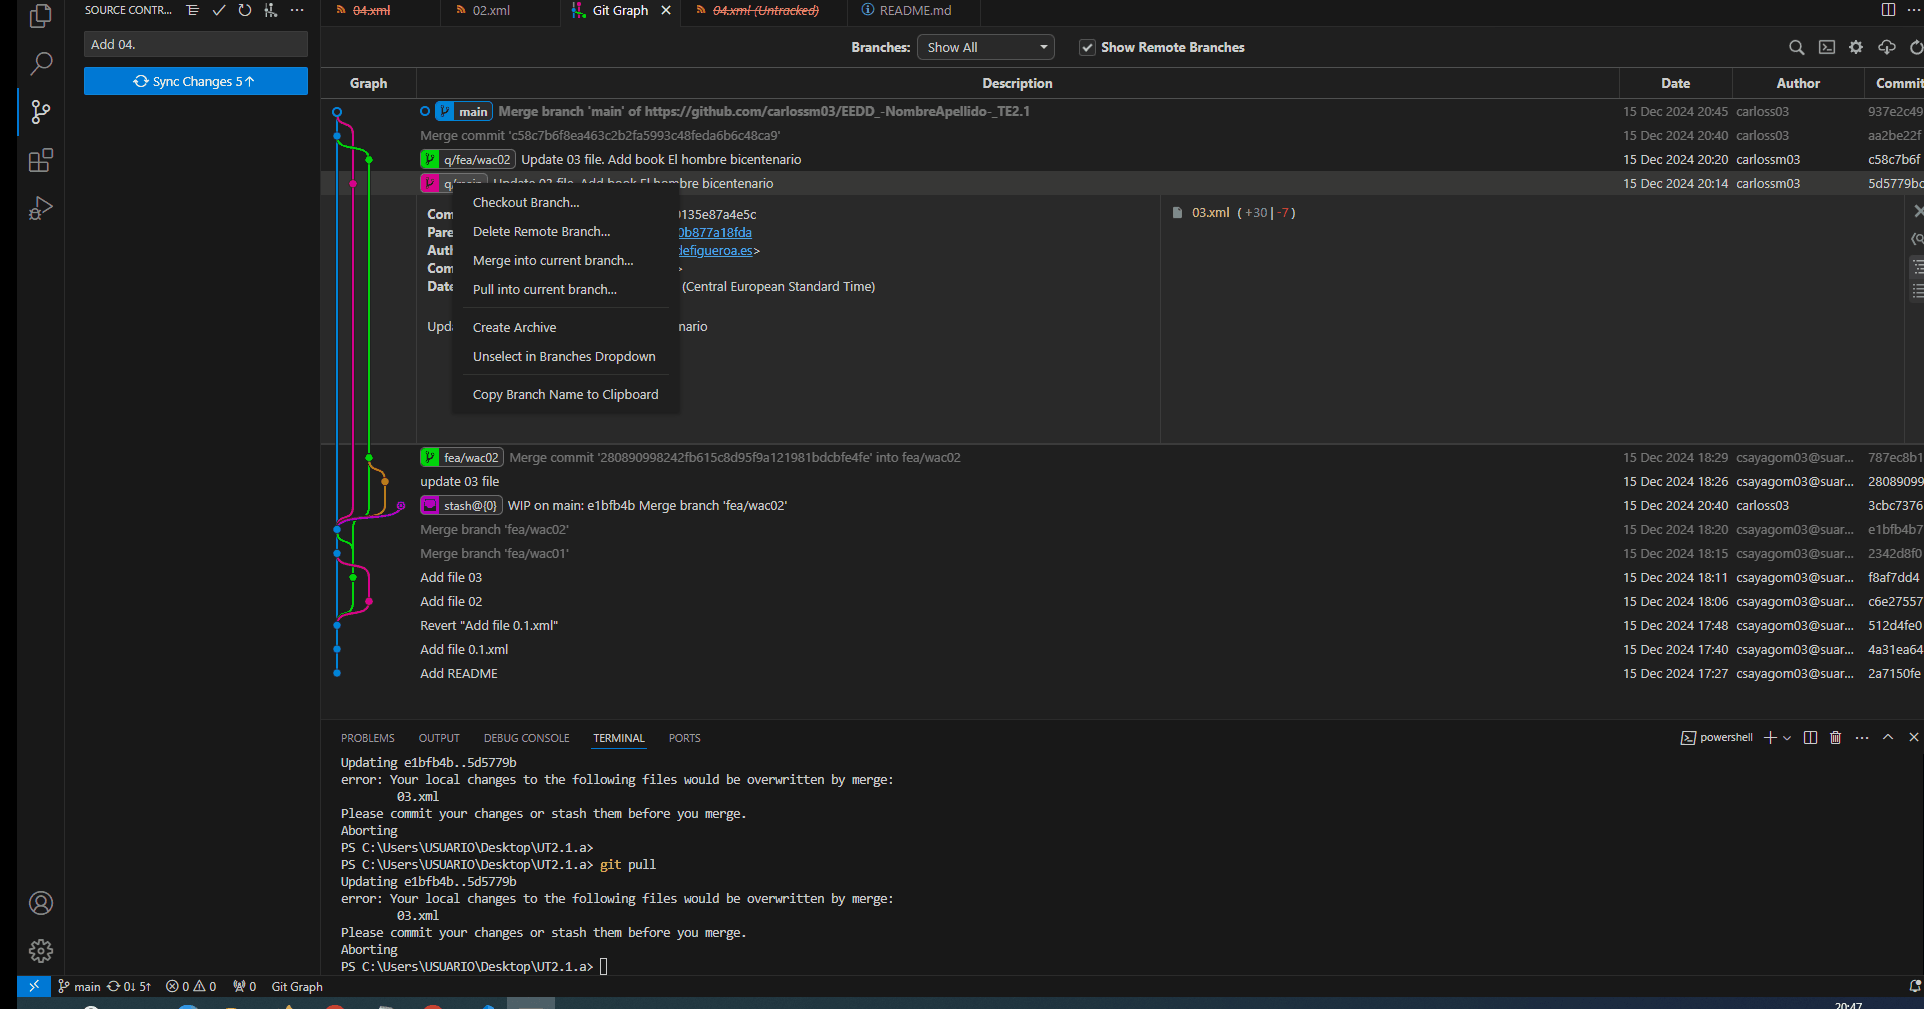 SOURCE CONTR...
04.xml
02.xml
Git Graph
04.xml (Untracked)
README.md
Add 04.
Sync Changes 5↑
Branches:
Show All
Show Remote Branches
Graph
Description
Date
Author
Commit
main Merge branch 'main' of https://github.com/carlossm03/EEDD_-NombreApellido-_TE2.1 15 Dec 2024 20:45 carloss03 937e2c49
Merge commit 'c58c7b6f8ea463c2b2fa5993c48feda6b6c48ca9' 15 Dec 2024 20:40 carloss03 aa2be22f
q/fea/wac02 Update 03 file. Add book El hombre bicentenario 15 Dec 2024 20:20 carlossm03 c58c7b6f
q/main Update 03 file. Add book El hombre bicentenario 15 Dec 2024 20:14 carlossm03 5d5779bc
Checkout Branch...
Delete Remote Branch...
Merge into current branch...
Pull into current branch...
Create Archive
Unselect in Branches Dropdown
Copy Branch Name to Clipboard
Com 0135e87a4e5c
Pare 0b877a18fda
Auth defigueroa.es>
Com >
Date (Central European Standard Time)
Upda nario
03.xml ( +30 | -7 )
fea/wac02 Merge commit '280890998242fb615c8d95f9a121981bdcbfe4fe' into fea/wac02 15 Dec 2024 18:29 csayagom03@suar... 787ec8b1
update 03 file 15 Dec 2024 18:26 csayagom03@suar... 28089099
stash@{0} WIP on main: e1bfb4b Merge branch 'fea/wac02' 15 Dec 2024 20:40 carloss03 3cbc7376
Merge branch 'fea/wac02' 15 Dec 2024 18:20 csayagom03@suar... e1bfb4b7
Merge branch 'fea/wac01' 15 Dec 2024 18:15 csayagom03@suar... 2342d8f0
Add file 03 15 Dec 2024 18:11 csayagom03@suar... f8af7dd4
Add file 02 15 Dec 2024 18:06 csayagom03@suar... c6e27557
Revert "Add file 0.1.xml" 15 Dec 2024 17:48 csayagom03@suar... 512d4fe0
Add file 0.1.xml 15 Dec 2024 17:40 csayagom03@suar... 4a31ea64
Add README 15 Dec 2024 17:27 csayagom03@suar... 2a7150fe
PROBLEMS
OUTPUT
DEBUG CONSOLE
TERMINAL
PORTS
powershell
Updating e1bfb4b..5d5779b
error: Your local changes to the following files would be overwritten by merge:
03.xml
Please commit your changes or stash them before you merge.
Aborting
PS C:\Users\USUARIO\Desktop\UT2.1.a>
PS C:\Users\USUARIO\Desktop\UT2.1.a> git pull
Updating e1bfb4b..5d5779b
error: Your local changes to the following files would be overwritten by merge:
03.xml
Please commit your changes or stash them before you merge.
Aborting
PS C:\Users\USUARIO\Desktop\UT2.1.a>
main 0↓ 5↑ 0 0 0 Git Graph
20:47